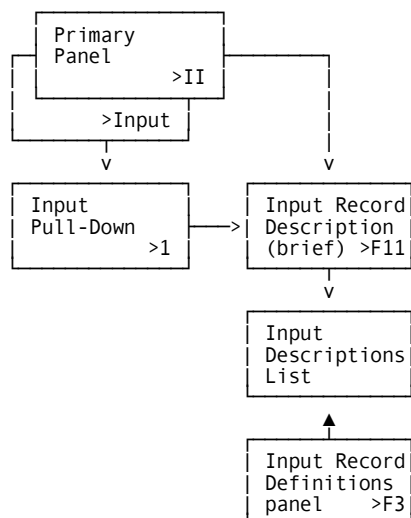 Primary
Panel
>II
>Input
v
v
Input
Pull-Down
>1
>
Input Record
Description
(brief) >F11
v
Input
Descriptions
List
Input Record
Definitions
panel >F3